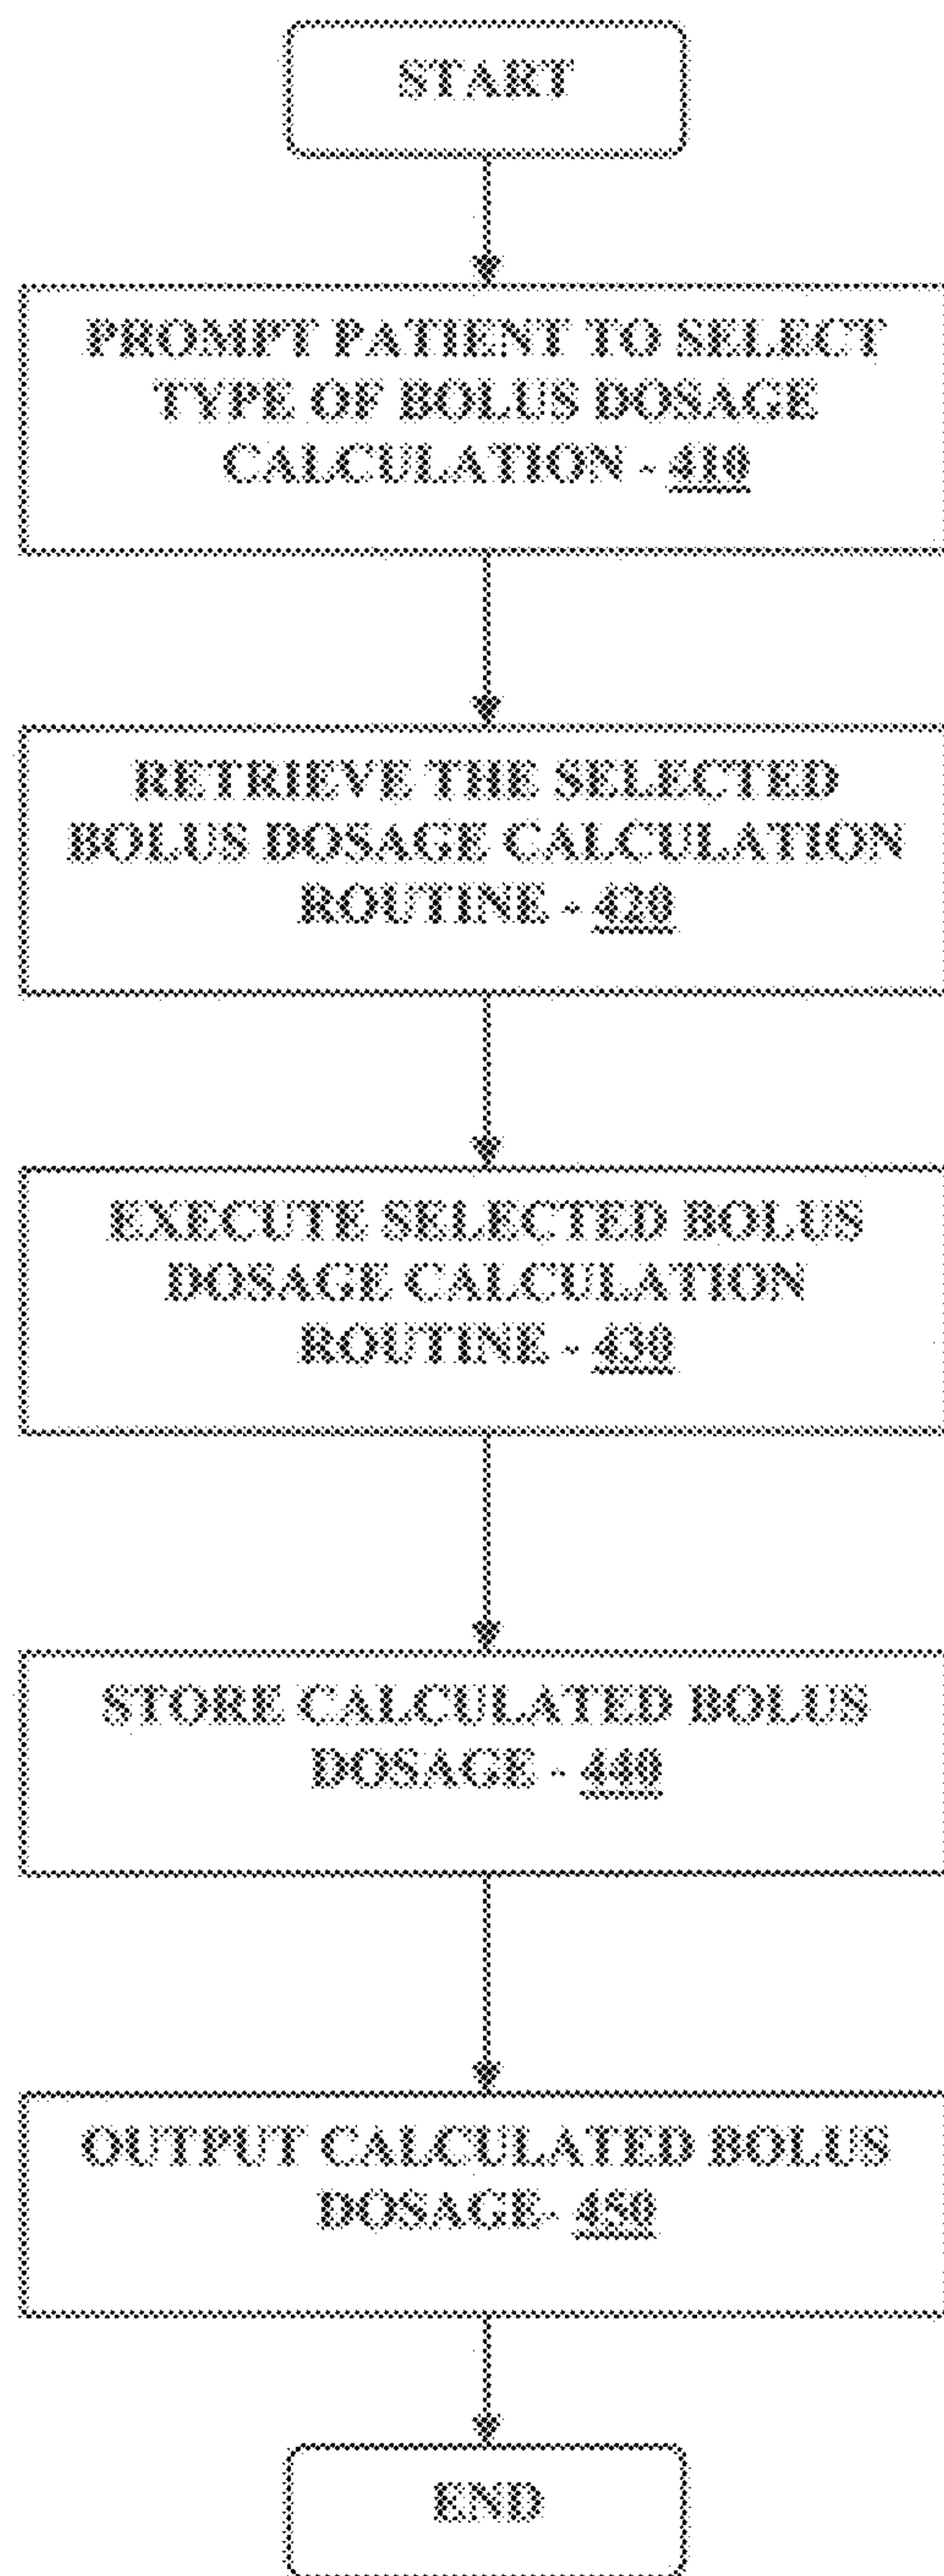 START
PROMPT PATIENT TO SELECT
TYPE OF BOLUS DOSAGE
CALCULATION - 410
RETRIEVE THE SELECTED
BOLUS DOSAGE CALCULATION
ROUTINE - 420
EXECUTE SELECTED BOLUS
DOSAGE CALCULATION
ROUTINE - 430
STORE CALCULATED BOLUS
DOSAGE - 440
OUTPUT CALCULATED BOLUS
DOSAGE- 450
END